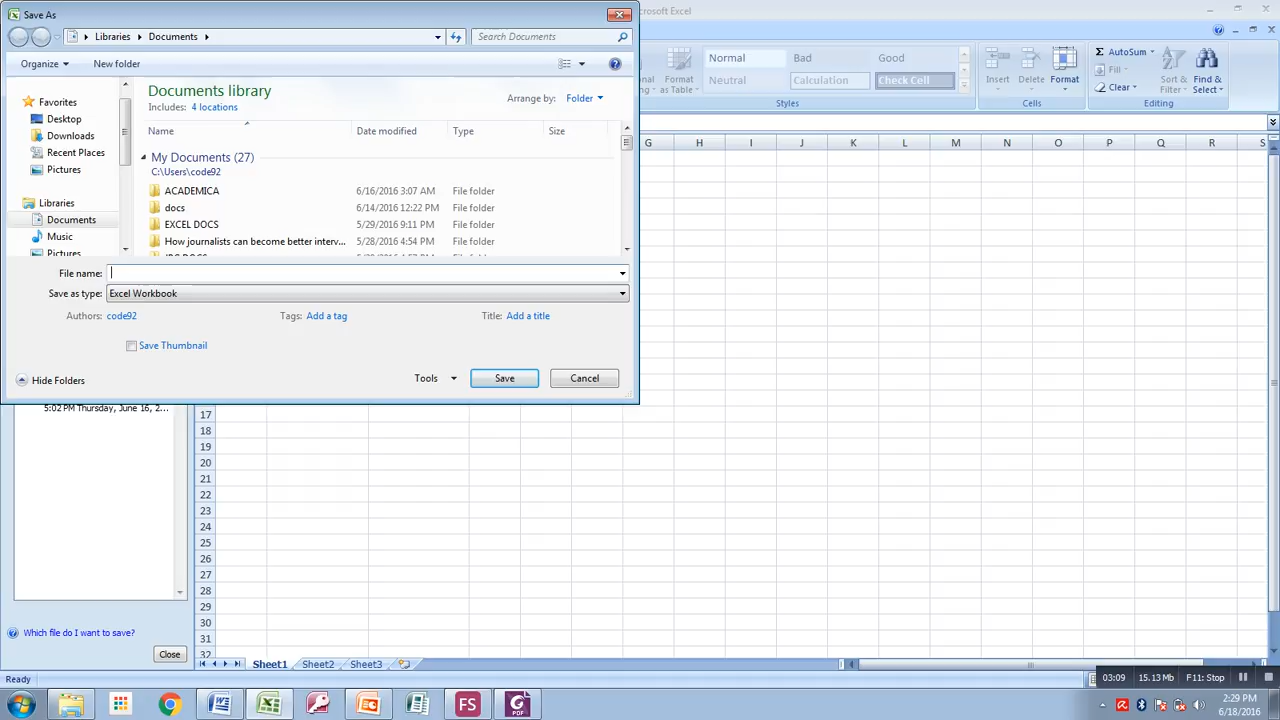 Save As
crosoft Excel
Libraries
Documents
Search Documents
Organize
New folder
Documents library
Includes: 4 locations
Arrange by: Folder
Name
Date modified
Type
Size
My Documents (27)
C:\Users\code92
ACADEMICA
6/16/2016 3:07 AM
File folder
docs
6/14/2016 12:22 PM
File folder
EXCEL DOCS
5/29/2016 9:11 PM
File folder
How journalists can become better interv...
5/28/2016 4:54 PM
File folder
Favorites
Desktop
Downloads
Recent Places
Pictures
Libraries
Documents
Music
Pictures
File name:
Save as type: Excel Workbook
Authors: code92
Tags: Add a tag
Title: Add a title
Save Thumbnail
Hide Folders
Tools
Save
Cancel
Format as Table
Normal
Bad
Good
Neutral
Calculation
Check Cell
Styles
Insert
Delete
Format
Cells
AutoSum
Fill
Clear
Sort & Filter
Find & Select
Editing
G H I J K L M N O P Q R S
5:02 PM Thursday, June 16, 2...
17
18
19
20
21
22
23
24
25
26
27
28
29
30
31
32
Which file do I want to save?
Close
Sheet1
Sheet2
Sheet3
Ready
03:09
15.13 Mb
F11: Stop
FS
PDF
2:29 PM
6/18/2016